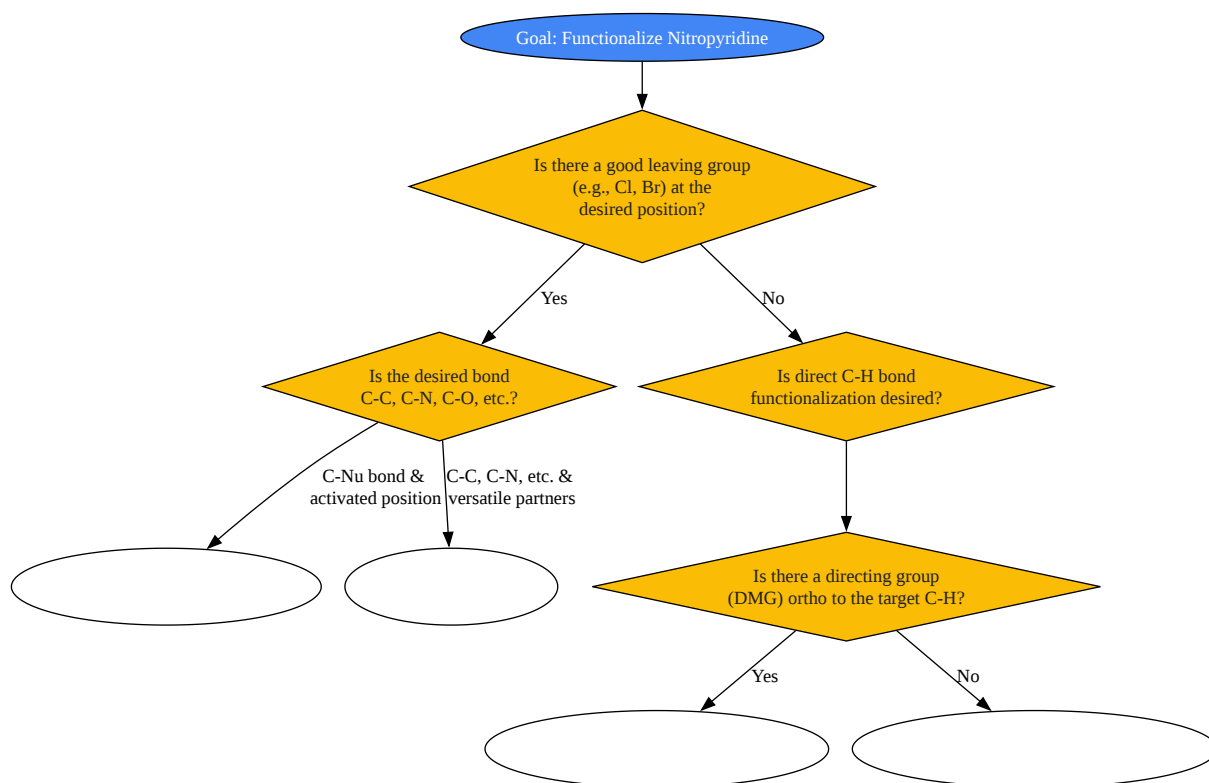 Goal: Functionalize Nitropyridine
Is there a good leaving group
(e.g., Cl, Br) at the
desired position?
Yes
No
Is the desired bond
C-C, C-N, C-O, etc.?
Is direct C-H bond
functionalization desired?
C-Nu bond &
activated position
C-C, C-N, etc. &
versatile partners
Is there a directing group
(DMG) ortho to the target C-H?
Yes
No